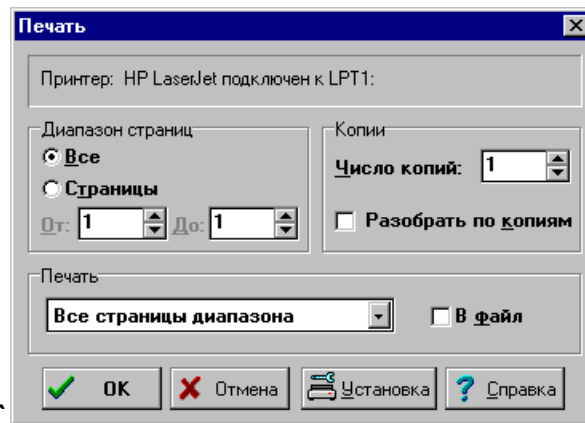 Печать
Принтер: HP LaserJet подключен к LPT1:
Диапазон страниц
Все
Страницы
От: 1 До: 1
Копии
Число копий: 1
Разобрать по копиям
Печать
Все страницы диапазона В файл
OK Отмена Установка Справка